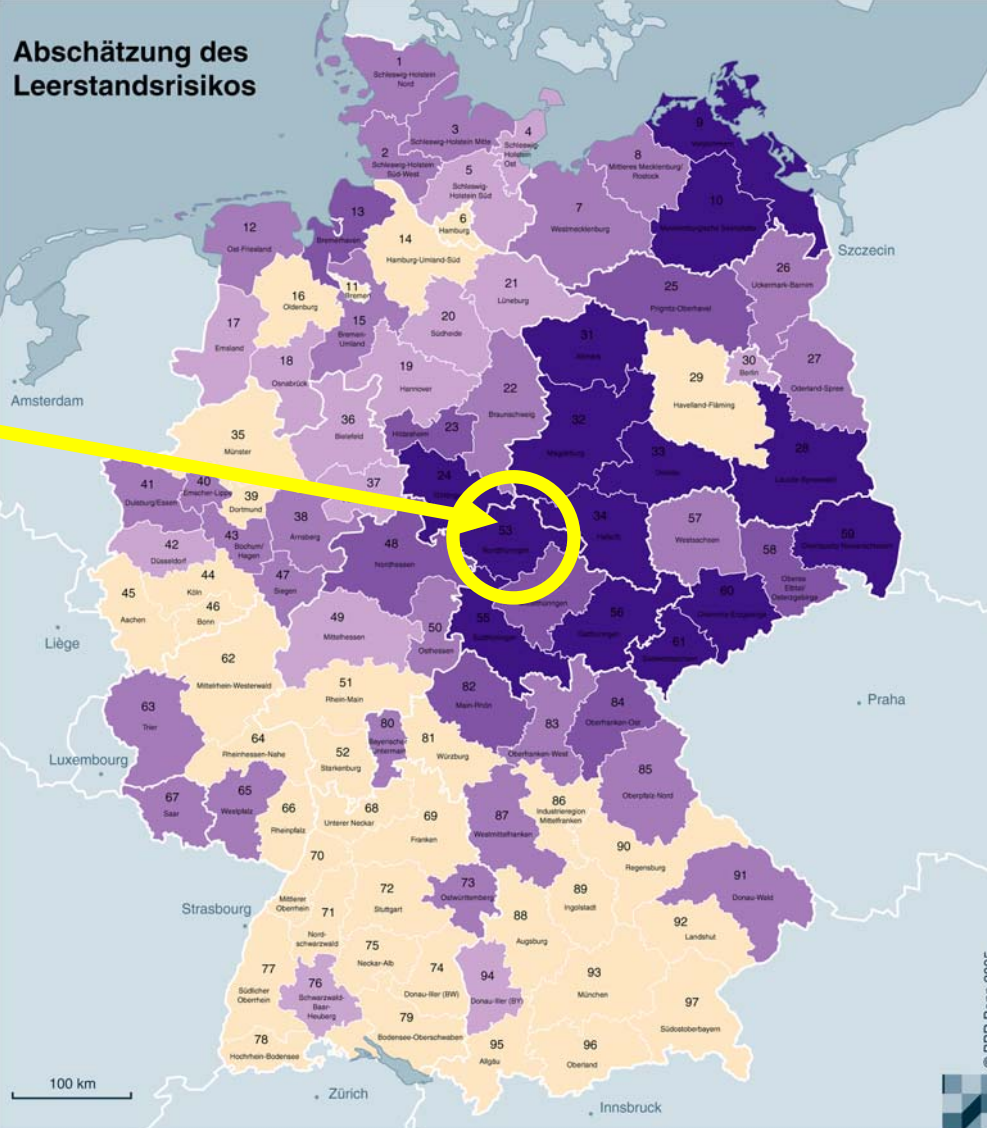 Abschätzung des
Leerstandsrisikos
1
Schleswig-Holstein
Nord
3
Schleswig-Holstein Mitte
4
Schleswig-
Holstein
Ost
2
Schleswig-Holstein
Süd-West
5
Schleswig-
Holstein Süd
6
Hamburg
8
Mittleres Mecklenburg/
Rostock
9
10
Mecklenburgische Seenplatte
7
Westmecklenburg
12
Ost-Friesland
13
Bremerhaven
14
Hamburg-Umland-Süd
Szczecin
11
Bremen
16
Oldenburg
15
Bremen-
Umland
21
Lüneburg
25
Prignitz-Oberhavel
26
Uckermark-Barnim
17
Emsland
18
Osnabrück
20
Südheide
19
Hannover
31
Altmark
30
Berlin
29
Havelland-Fläming
27
Oderland-Spree
Amsterdam
22
Braunschweig
36
Bielefeld
35
Münster
23
Hildesheim
32
Magdeburg
33
Dessau
28
Lausitz-Spreewald
24
Göttingen
37
41
Duisburg/Essen
40
Emscher-Lippe
39
Dortmund
38
Arnsberg
43
Bochum/
Hagen
42
Düsseldorf
48
Nordhessen
53
Nordthüringen
34
Halle/S.
57
Westsachsen
58
Oberes
Elbtal/
Osterzgebirge
59
Oberlausitz-Niederschlesien
47
Siegen
44
Köln
45
Aachen
46
Bonn
49
Mittelhessen
50
Osthessen
55
Südthüringen
56
Ostthüringen
60
Chemnitz-Erzgebirge
61
Südwestsachsen
Liège
62
Mittelrhein-Westerwald
51
Rhein-Main
82
Main-Rhön
84
Oberfranken-Ost
83
Oberfranken-West
Praha
63
Trier
64
Rheinhessen-Nahe
52
Starkenburg
80
Bayerischer
Untermain
81
Würzburg
Luxembourg
85
Oberpfalz-Nord
67
Saar
65
Westpfalz
66
Rheinpfalz
68
Unterer Neckar
69
Franken
87
Westmittelfranken
86
Industrieregion
Mittelfranken
90
Regensburg
70
Mittlerer
Oberrhein
72
Stuttgart
73
Ostwürttemberg
89
Ingolstadt
91
Donau-Wald
Strasbourg
71
Nord-
schwarzwald
88
Augsburg
92
Landshut
75
Neckar-Alb
77
Südlicher
Oberrhein
76
Schwarzwald-
Baar-
Heuberg
74
Donau-Iller (BW)
94
Donau-Iller (BY)
93
München
97
Südostoberbayern
79
Bodensee-Oberschwaben
78
Hochrhein-Bodensee
95
Allgäu
96
Oberland
100 km
Zürich
Innsbruck